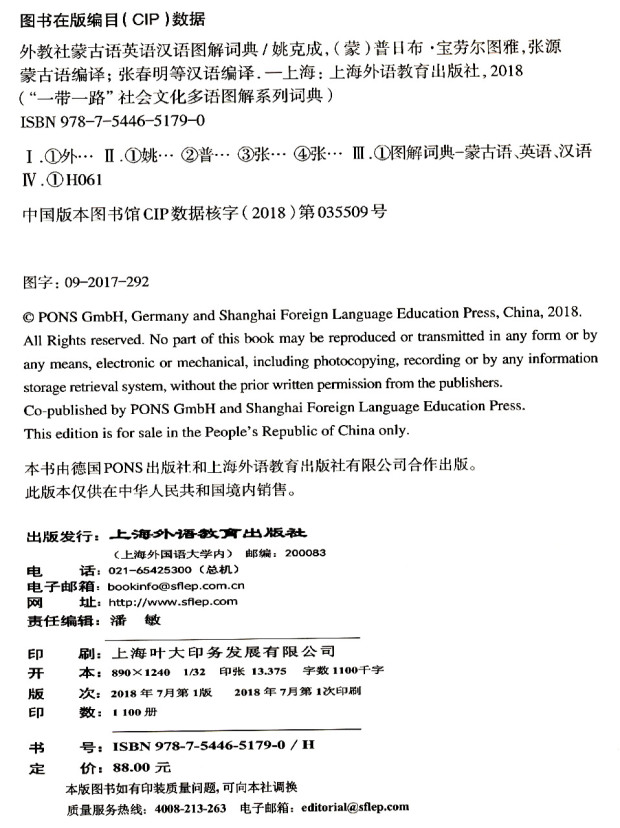 图书在版编目(CIP)数据
外教社蒙古语英语汉语图解词典/姚克成,(蒙)普日布·宝劳尔图雅,张源
蒙古语编译;张春明等汉语编译.—上海:上海外语教育出版社,2018
(“一带一路”社会文化多语图解系列词典)
ISBN 978-7-5446-5179-0
Ⅰ.①外… Ⅱ.①姚… ②普… ③张… ④张… Ⅲ.①图解词典-蒙古语、英语、汉语
Ⅳ.①H061
中国版本图书馆CIP数据核字(2018)第035509号
图字:09-2017-292
© PONS GmbH, Germany and Shanghai Foreign Language Education Press, China, 2018.
All Rights reserved. No part of this book may be reproduced or transmitted in any form or by
any means, electronic or mechanical, including photocopying, recording or by any information
storage retrieval system, without the prior written permission from the publishers.
Co-published by PONS GmbH and Shanghai Foreign Language Education Press.
This edition is for sale in the People's Republic of China only.
本书由德国PONS出版社和上海外语教育出版社有限公司合作出版。
此版本仅供在中华人民共和国境内销售。
出版发行:上海外语教育出版社
(上海外国语大学内) 邮编:200083
电 话:021-65425300(总机)
电子邮箱:bookinfo@sflep.com.cn
网 址:http://www.sflep.com
责任编辑:潘 敏
印 刷:上海叶大印务发展有限公司
开 本:890×1240 1/32 印张 13.375 字数 1100千字
版 次:2018年7月第1版 2018年7月第1次印刷
印 数:1 100 册
书 号:ISBN 978-7-5446-5179-0 / H
定 价:88.00 元
本版图书如有印装质量问题,可向本社调换
质量服务热线:4008-213-263 电子邮箱:editorial@sflep.com